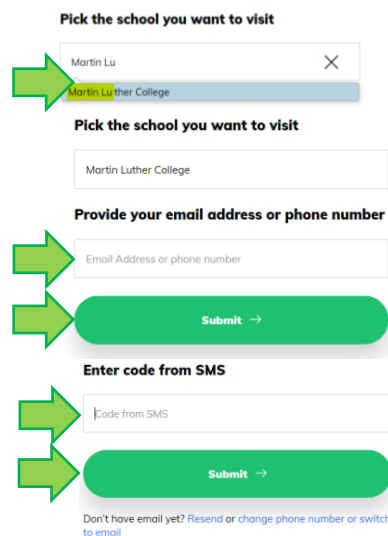 Pick the school you want to visit
Martin Lu
Martin Luther College
Pick the school you want to visit
Martin Luther College
Provide your email address or phone number
Email Address or phone number
Submit →
Enter code from SMS
Code from SMS
Submit →
Don't have email yet? Resend or change phone number or switch
to email